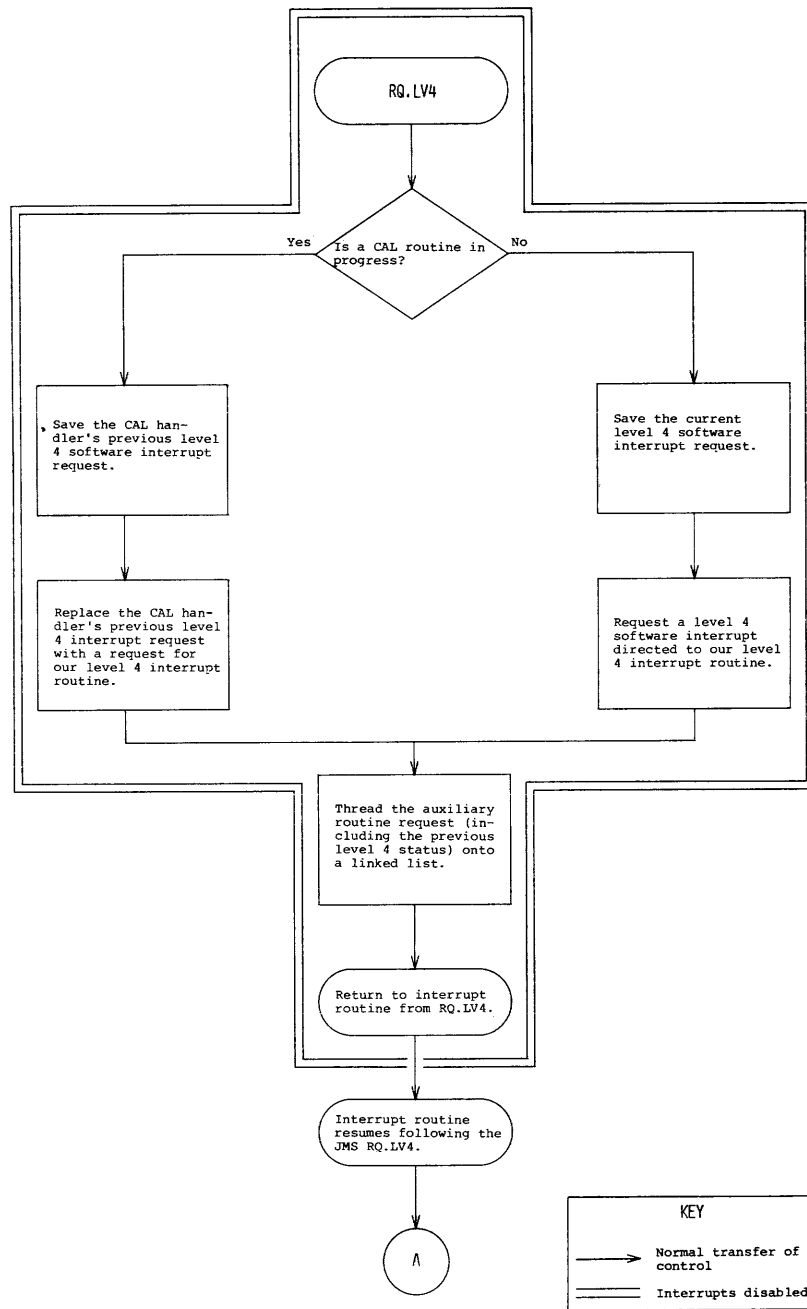 RQ.LV4
Is a CAL routine in
progress?
Yes
No
Save the CAL han-
dler's previous level
4 software interrupt
request.
Save the current
level 4 software
interrupt request.
Replace the CAL han-
dler's previous level
4 interrupt request
with a request for
our level 4 interrupt
routine.
Request a level 4
software interrupt
directed to our level
4 interrupt routine.
Thread the auxiliary
routine request (in-
cluding the previous
level 4 status) onto
a linked list.
Return to interrupt
routine from RQ.LV4.
Interrupt routine
resumes following the
JMS RQ.LV4.
A
KEY
Normal transfer of
control
Interrupts disabled